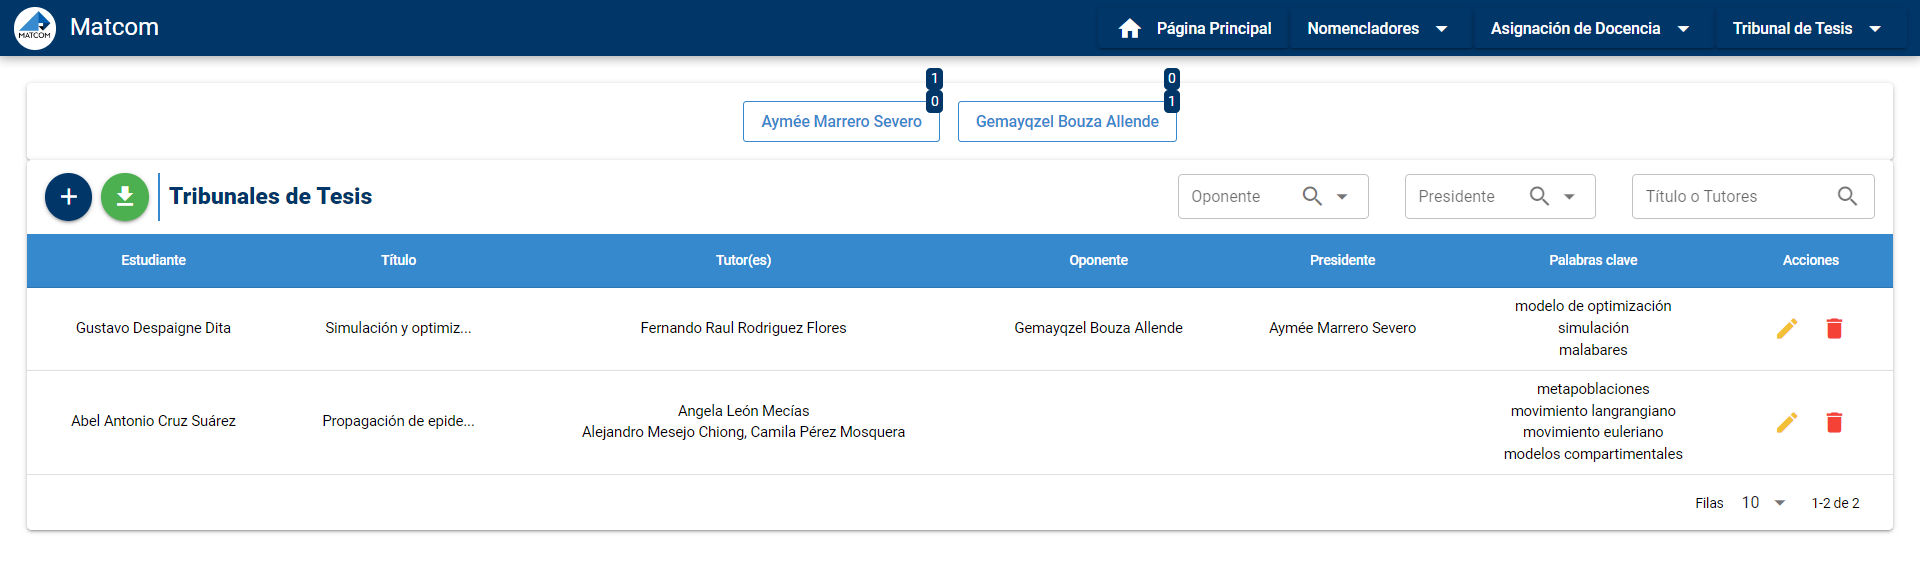 MATCOM
Matcom
Página Principal
Nomencladores
Asignación de Docencia
Tribunal de Tesis
1
0
Aymée Marrero Severo
0
1
Gemayqzel Bouza Allende
Tribunales de Tesis
Oponente
Presidente
Título o Tutores
Estudiante Título Tutor(es) Oponente Presidente Palabras clave Acciones
modelo de optimización
Gustavo Despaigne Dita Simulación y optimiz... Fernando Raul Rodriguez Flores Gemayqzel Bouza Allende Aymée Marrero Severo simulación
malabares
metapoblaciones
Angela León Mecías movimiento langrangiano
Abel Antonio Cruz Suárez Propagación de epide... Alejandro Mesejo Chiong, Camila Pérez Mosquera movimiento euleriano
modelos compartimentales
Filas 10 1-2 de 2